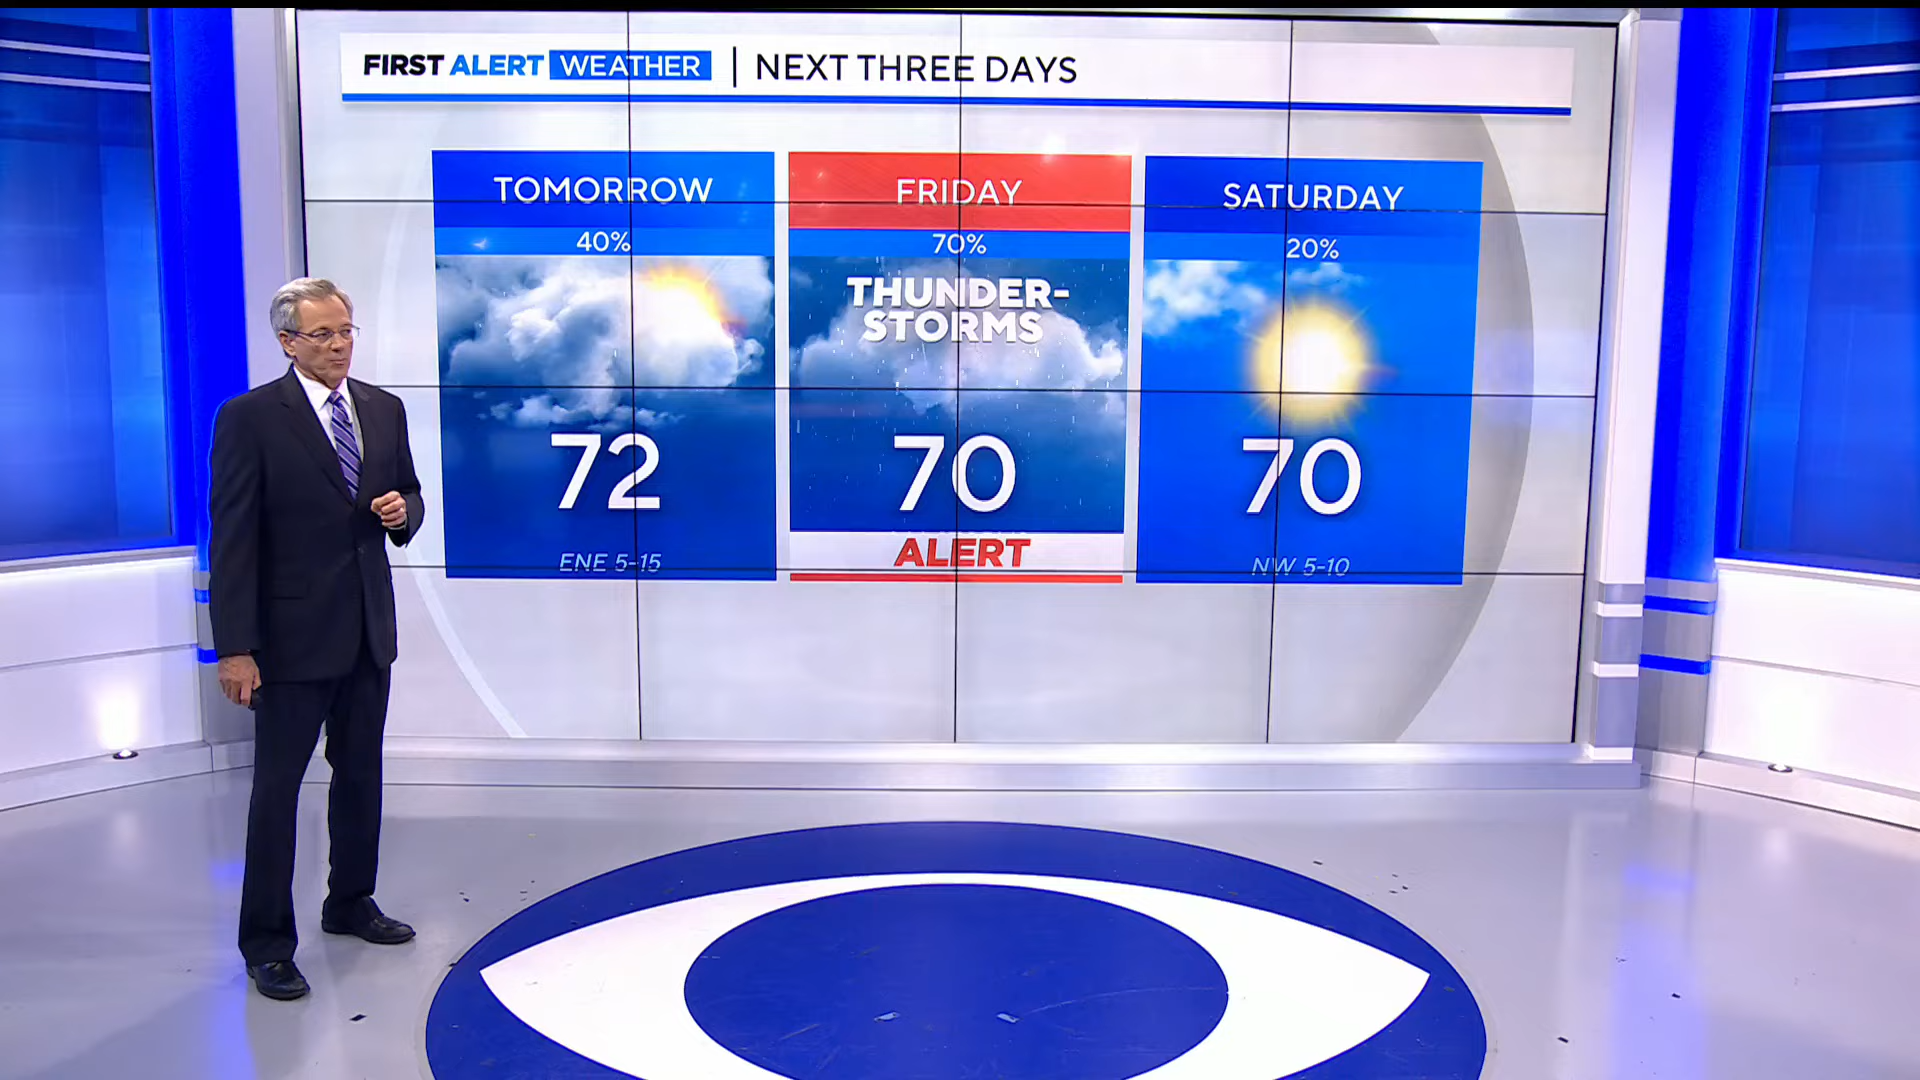 FIRST ALERT WEATHER | NEXT THREE DAYS
TOMORROW
40%
72
ENE 5-15
FRIDAY
70%
THUNDER-
STORMS
70
ALERT
SATURDAY
20%
70
NW 5-10